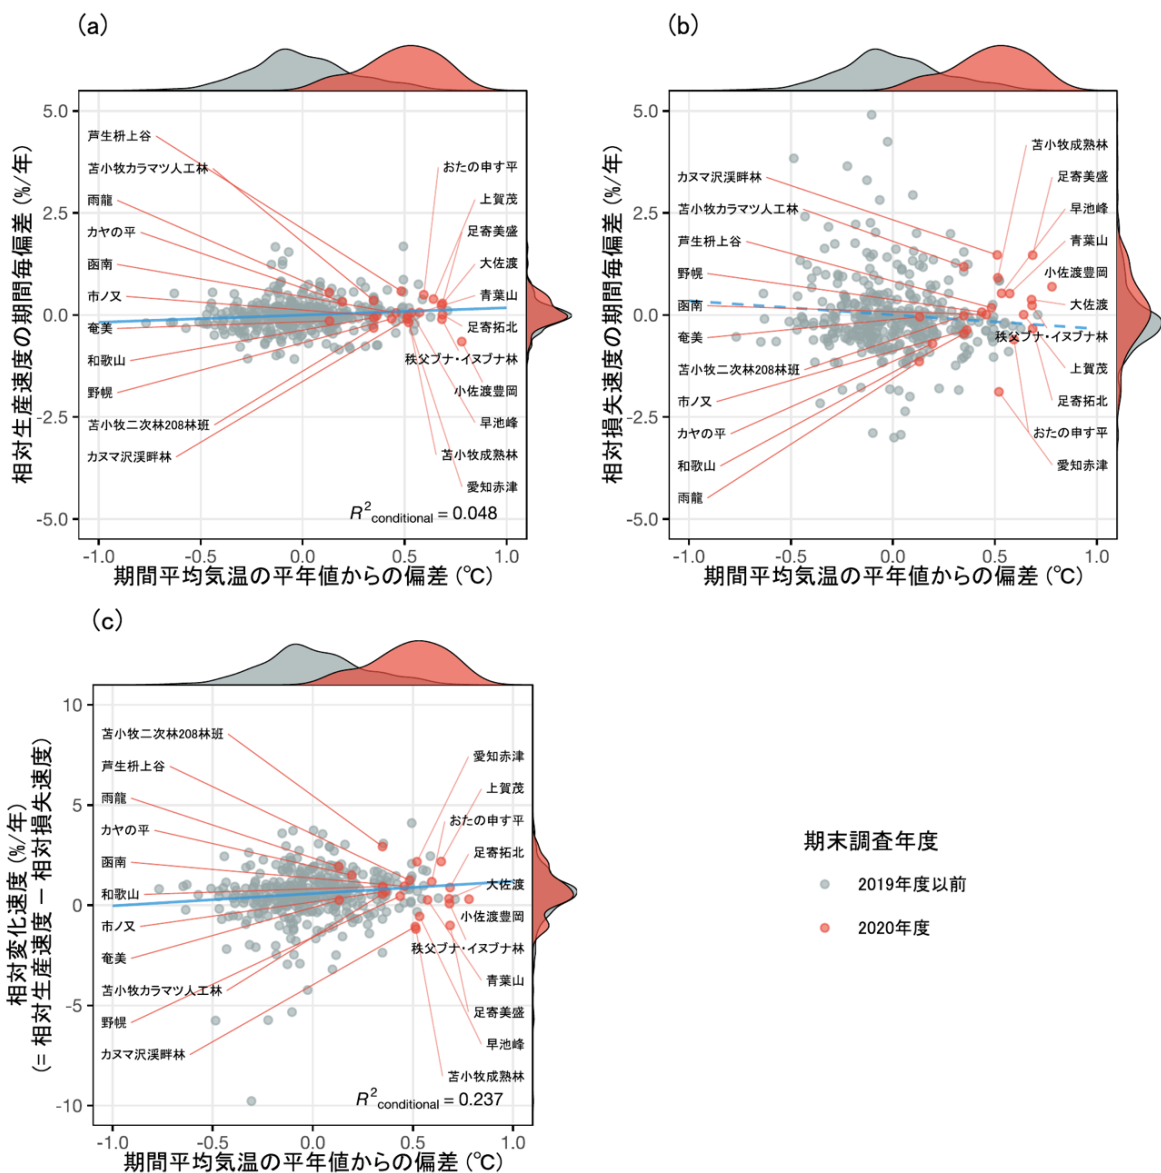 (a)
相対生産速度の期間毎偏差 (%/年)
5.0
2.5
0.0
-2.5
-5.0
芦生枡上谷
苫小牧カラマツ人工林
雨龍
カヤの平
函南
市ノ又
奄美
和歌山
野幌
苫小牧二次林208林班
カヌマ沢渓畔林
おたの申す平
上賀茂
足寄美盛
大佐渡
青葉山
足寄拓北
秩父ブナ・イヌブナ林
小佐渡豊岡
早池峰
苫小牧成熟林
愛知赤津
R²conditional = 0.048
-1.0 -0.5 0.0 0.5 1.0
期間平均気温の平年値からの偏差 (℃)
(b)
相対損失速度の期間毎偏差 (%/年)
5.0
2.5
0.0
-2.5
-5.0
カヌマ沢渓畔林
苫小牧カラマツ人工林
芦生枡上谷
野幌
函南
奄美
苫小牧二次林208林班
市ノ又
カヤの平
和歌山
雨龍
苫小牧成熟林
足寄美盛
早池峰
青葉山
小佐渡豊岡
大佐渡
秩父ブナ・イヌブナ林
上賀茂
足寄拓北
おたの申す平
愛知赤津
-1.0 -0.5 0.0 0.5 1.0
期間平均気温の平年値からの偏差 (℃)
(c)
相対変化速度 (%/年)
(= 相対生産速度 − 相対損失速度)
10
5
0
-5
-10
苫小牧二次林208林班
芦生枡上谷
雨龍
カヤの平
函南
和歌山
市ノ又
奄美
苫小牧カラマツ人工林
野幌
カヌマ沢渓畔林
愛知赤津
上賀茂
おたの申す平
足寄拓北
大佐渡
小佐渡豊岡
秩父ブナ・イヌブナ林
青葉山
足寄美盛
早池峰
苫小牧成熟林
R²conditional = 0.237
-1.0 -0.5 0.0 0.5 1.0
期間平均気温の平年値からの偏差 (℃)
期末調査年度
2019年度以前
2020年度